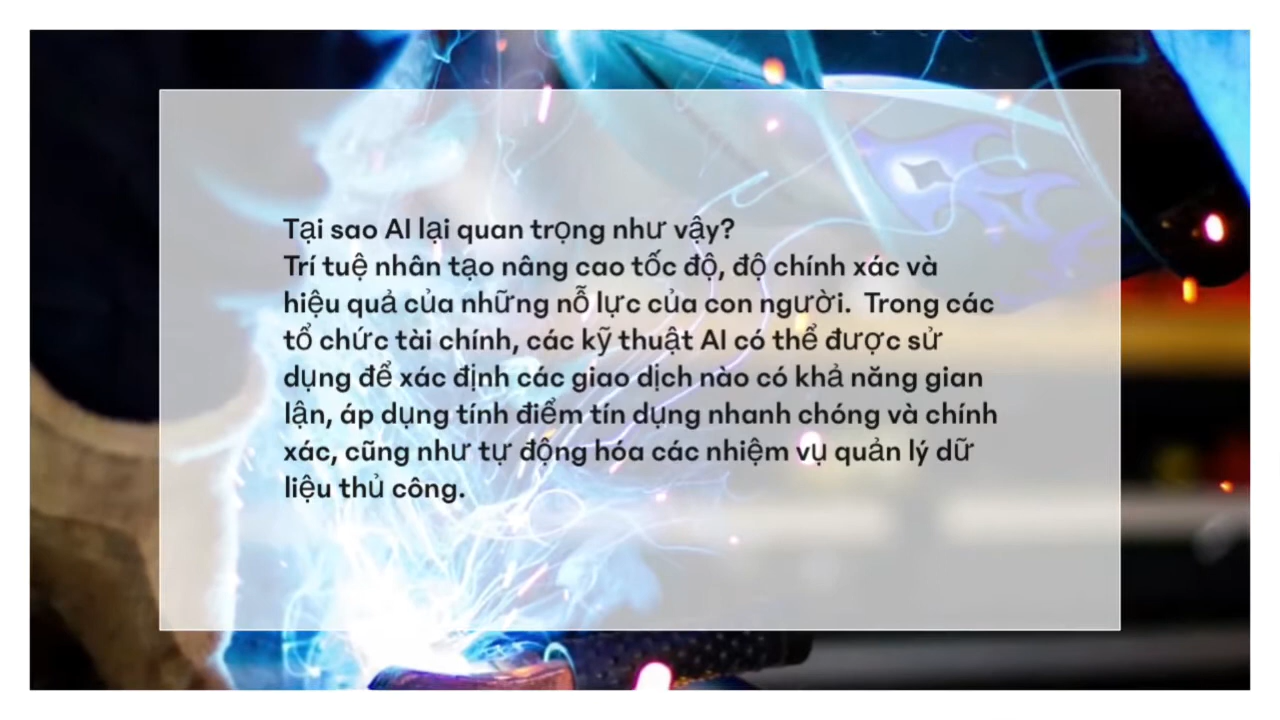 Tại sao AI lại quan trọng như vậy?
Trí tuệ nhân tạo nâng cao tốc độ, độ chính xác và
hiệu quả của những nỗ lực của con người.  Trong các
tổ chức tài chính, các kỹ thuật AI có thể được sử
dụng để xác định các giao dịch nào có khả năng gian
lận, áp dụng tính điểm tín dụng nhanh chóng và chính
xác, cũng như tự động hóa các nhiệm vụ quản lý dữ
liệu thủ công.